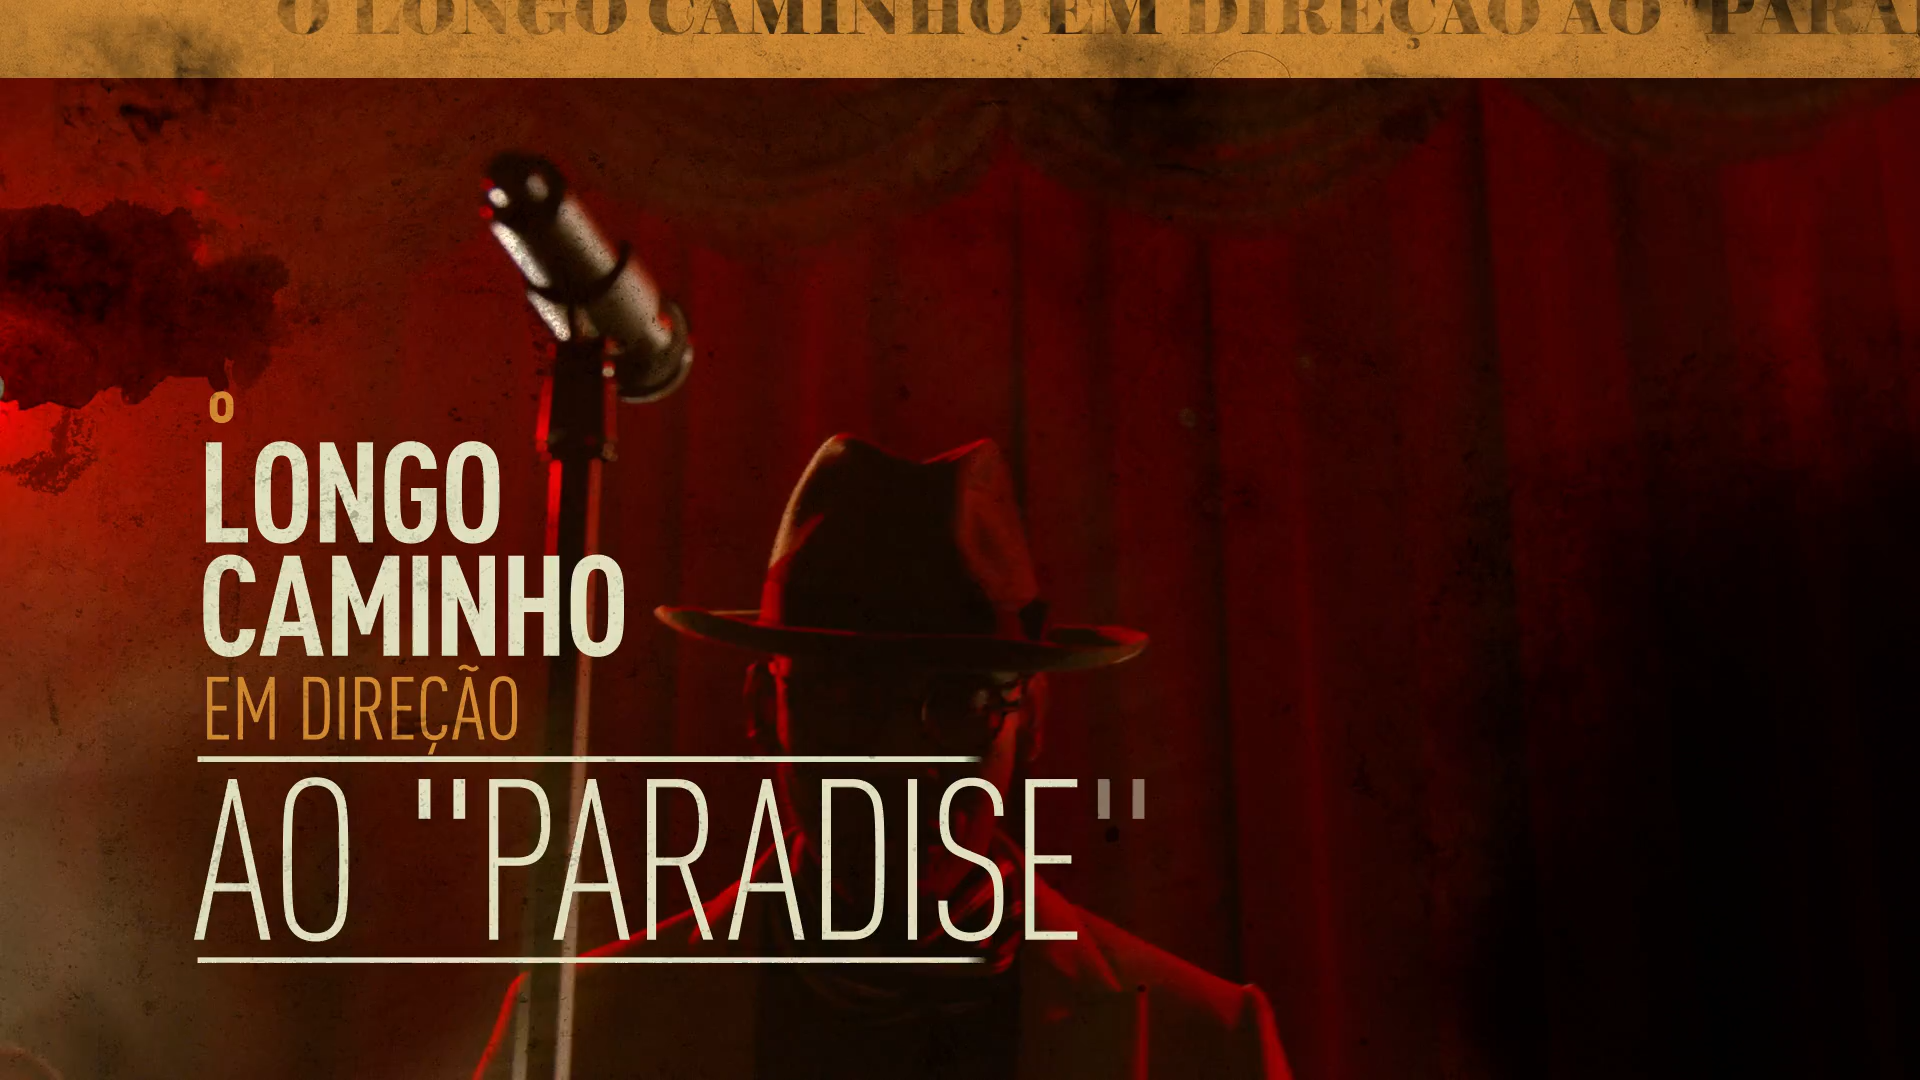 O LONGO CAMINHO EM DIREÇÃO AO "PARA
O
LONGO
CAMINHO
EM DIREÇÃO
AO "PARADISE"